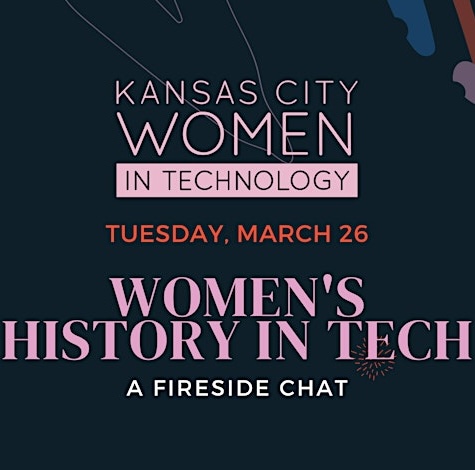 KANSAS CITY
WOMEN
IN TECHNOLOGY
TUESDAY, MARCH 26
WOMEN'S
HISTORY IN TECH
A FIRESIDE CHAT